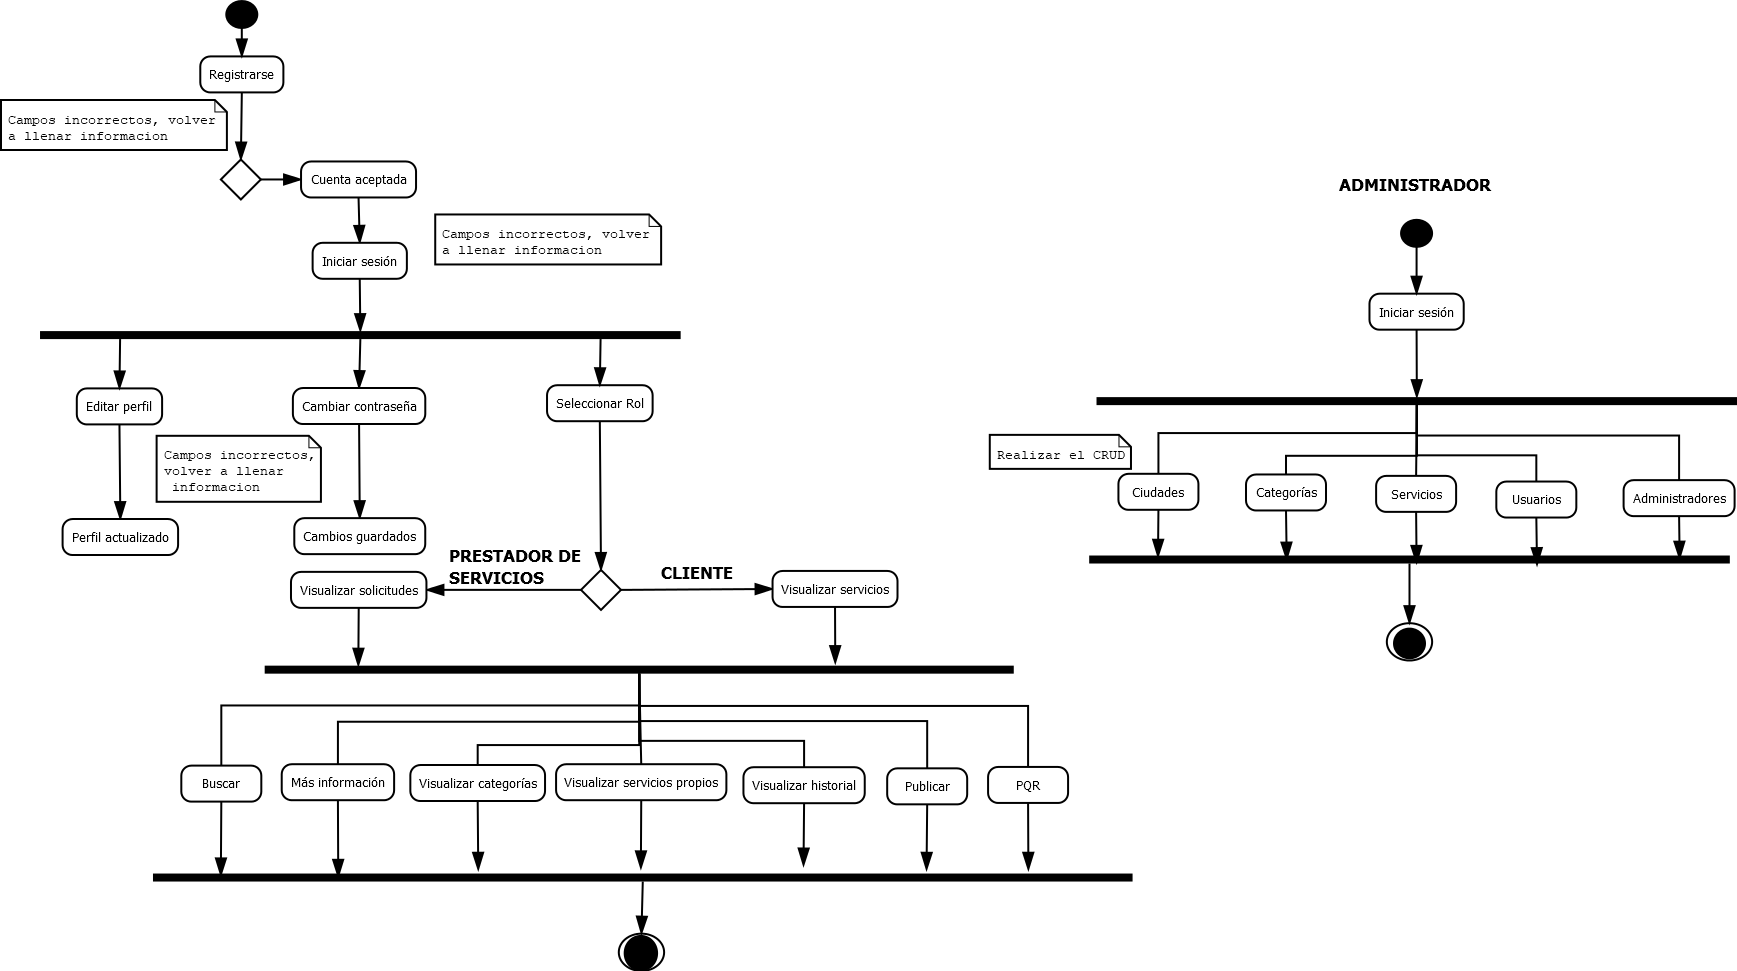 Registrarse
Campos incorrectos, volver
a llenar informacion
Cuenta aceptada
Campos incorrectos, volver
a llenar informacion
Iniciar sesión
Editar perfil
Cambiar contraseña
Seleccionar Rol
Campos incorrectos,
volver a llenar
informacion
Perfil actualizado
Cambios guardados
PRESTADOR DE
SERVICIOS
CLIENTE
Visualizar solicitudes
Visualizar servicios
Buscar
Más información
Visualizar categorías
Visualizar servicios propios
Visualizar historial
Publicar
PQR
ADMINISTRADOR
Iniciar sesión
Realizar el CRUD
Ciudades
Categorías
Servicios
Usuarios
Administradores